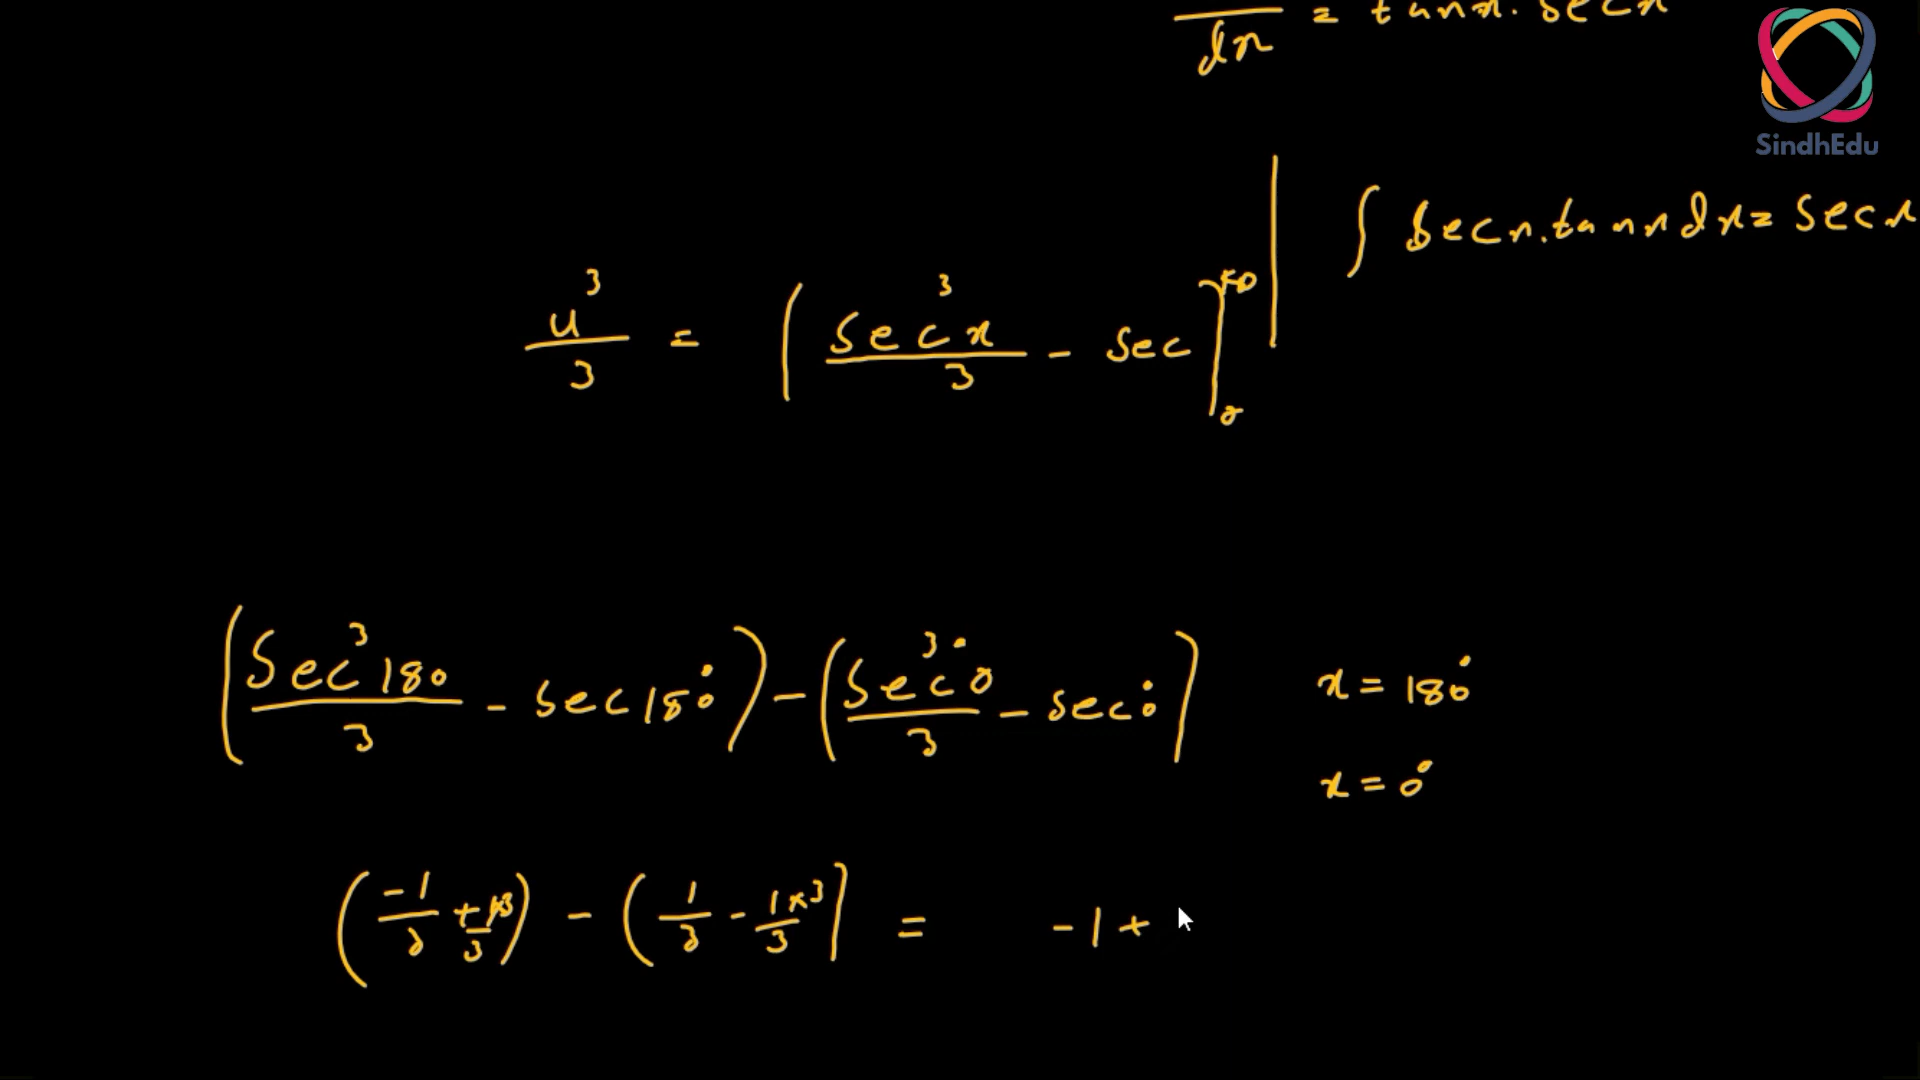 dx = tanx.secx
SindhEdu
∫ Secx.tanx dx = Secx
u³/3 = [Sec³x/3 - Sec]
(Sec³180/3 - Sec180°) - (Sec³0°/3 - Sec0°) x = 180°
x = 0°
(-1/3 + 1×3/3) - (1/3 - 1×3/3) = -1+